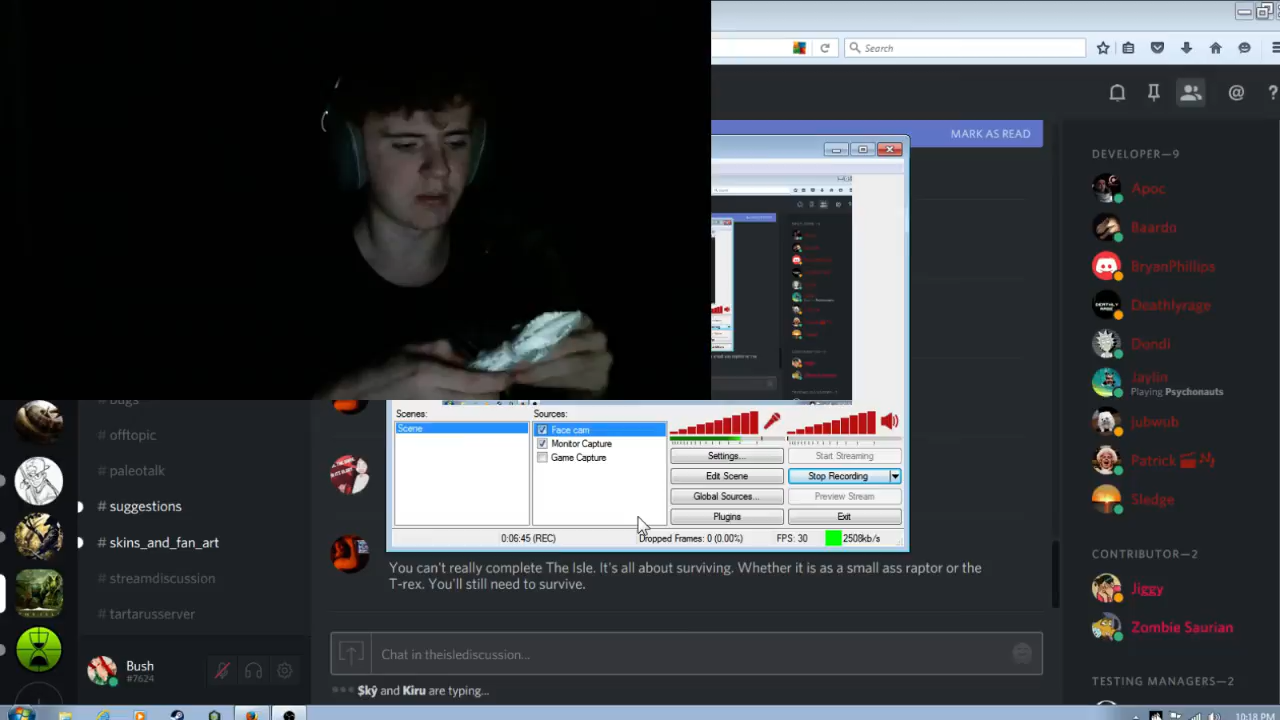 Search
MARK AS READ
DEVELOPER—9
Apoc
Baardo
BryanPhillips
Deathlyrage
Dondi
Jaylin
Playing Psychonauts
jubwub
Patrick
Sledge
CONTRIBUTOR—2
Jiggy
Zombie Saurian
TESTING MANAGERS—2
# bugs
# offtopic
# paleotalk
# suggestions
# skins_and_fan_art
# streamdiscussion
# tartarusserver
Bush
#7624
Scenes:
Scene
Sources:
Face cam
Monitor Capture
Game Capture
Settings...
Start Streaming
Edit Scene
Stop Recording
Global Sources...
Preview Stream
Plugins
Exit
0:06:45 (REC)
Dropped Frames: 0 (0.00%)
FPS: 30
2508kb/s
You can't really complete The Isle. It's all about surviving. Whether it is as a small ass raptor or the
T-rex. You'll still need to survive.
Chat in theislediscussion...
$kÿ and Kiru are typing...
10:18 PM